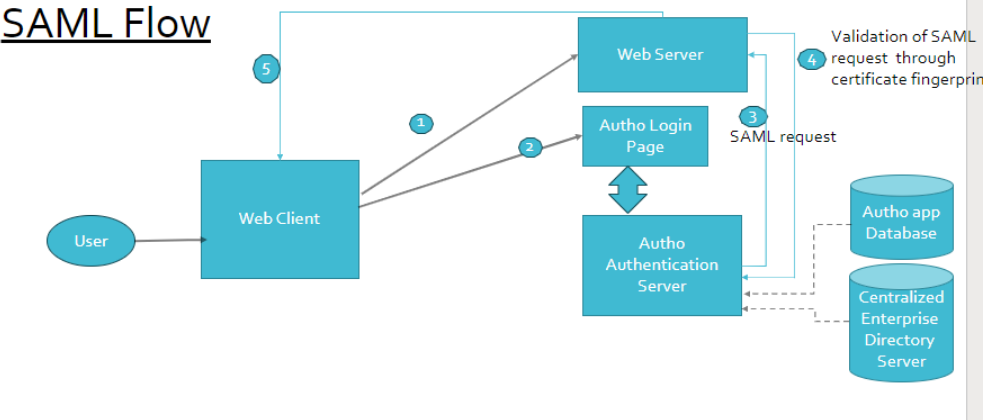 SAML Flow
5
Web Server
4
Validation of SAML
request through
certificate fingerprin
1
Autho Login
Page
2
3
SAML request
Web Client
User
Autho
Authentication
Server
Autho app
Database
Centralized
Enterprise
Directory
Server